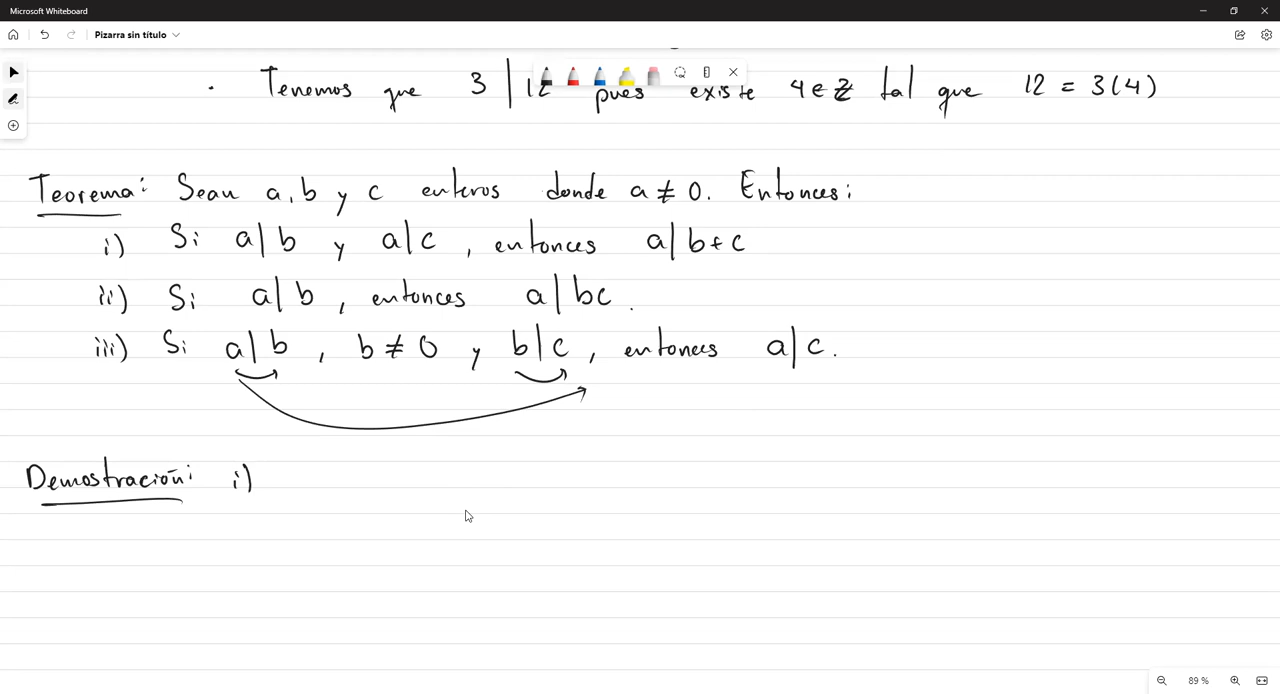 Microsoft Whiteboard
Pizarra sin título
· Tenemos que 3 | 12 pues existe 4 ∈ ℤ tal que 12 = 3(4)
Teorema: Sean a, b y c enteros donde a ≠ 0. Entonces:
i) Si a|b y a|c, entonces a|b+c
ii) Si a|b, entonces a|bc.
iii) Si a|b, b ≠ 0 y b|c, entonces a|c.
Demostración: i)
89 %